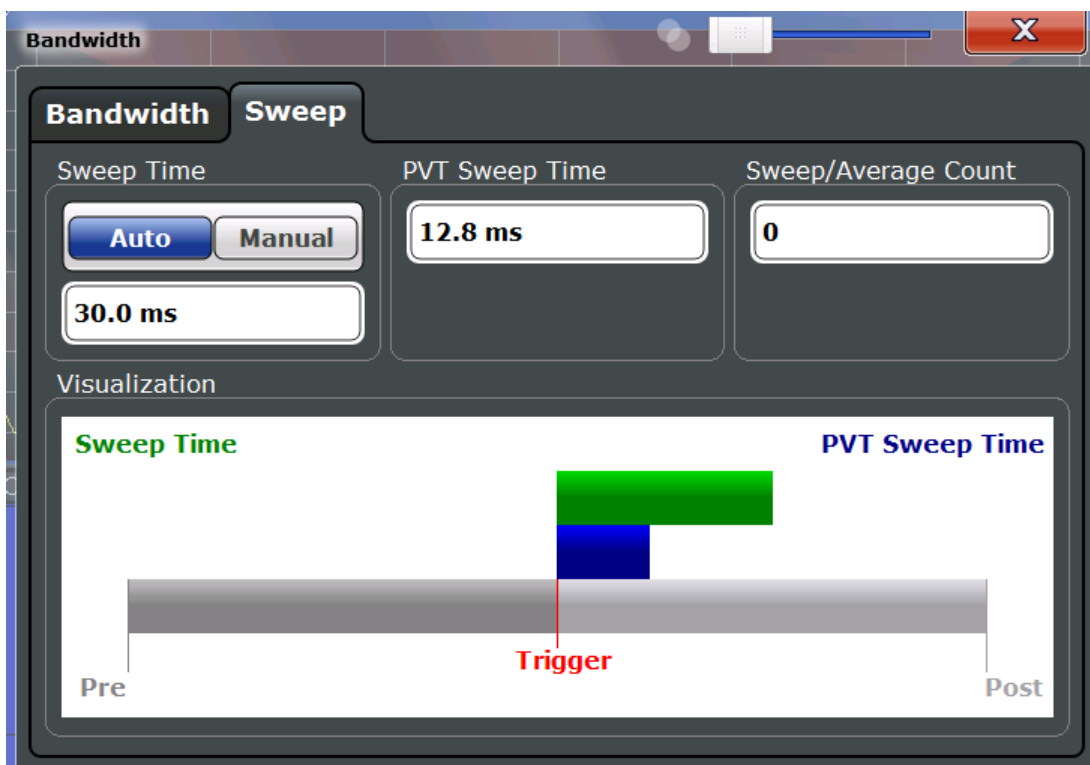 Bandwidth
X
Bandwidth Sweep
Sweep Time PVT Sweep Time Sweep/Average Count
Auto Manual 12.8 ms 0
30.0 ms
Visualization
Sweep Time PVT Sweep Time
Trigger
Pre Post